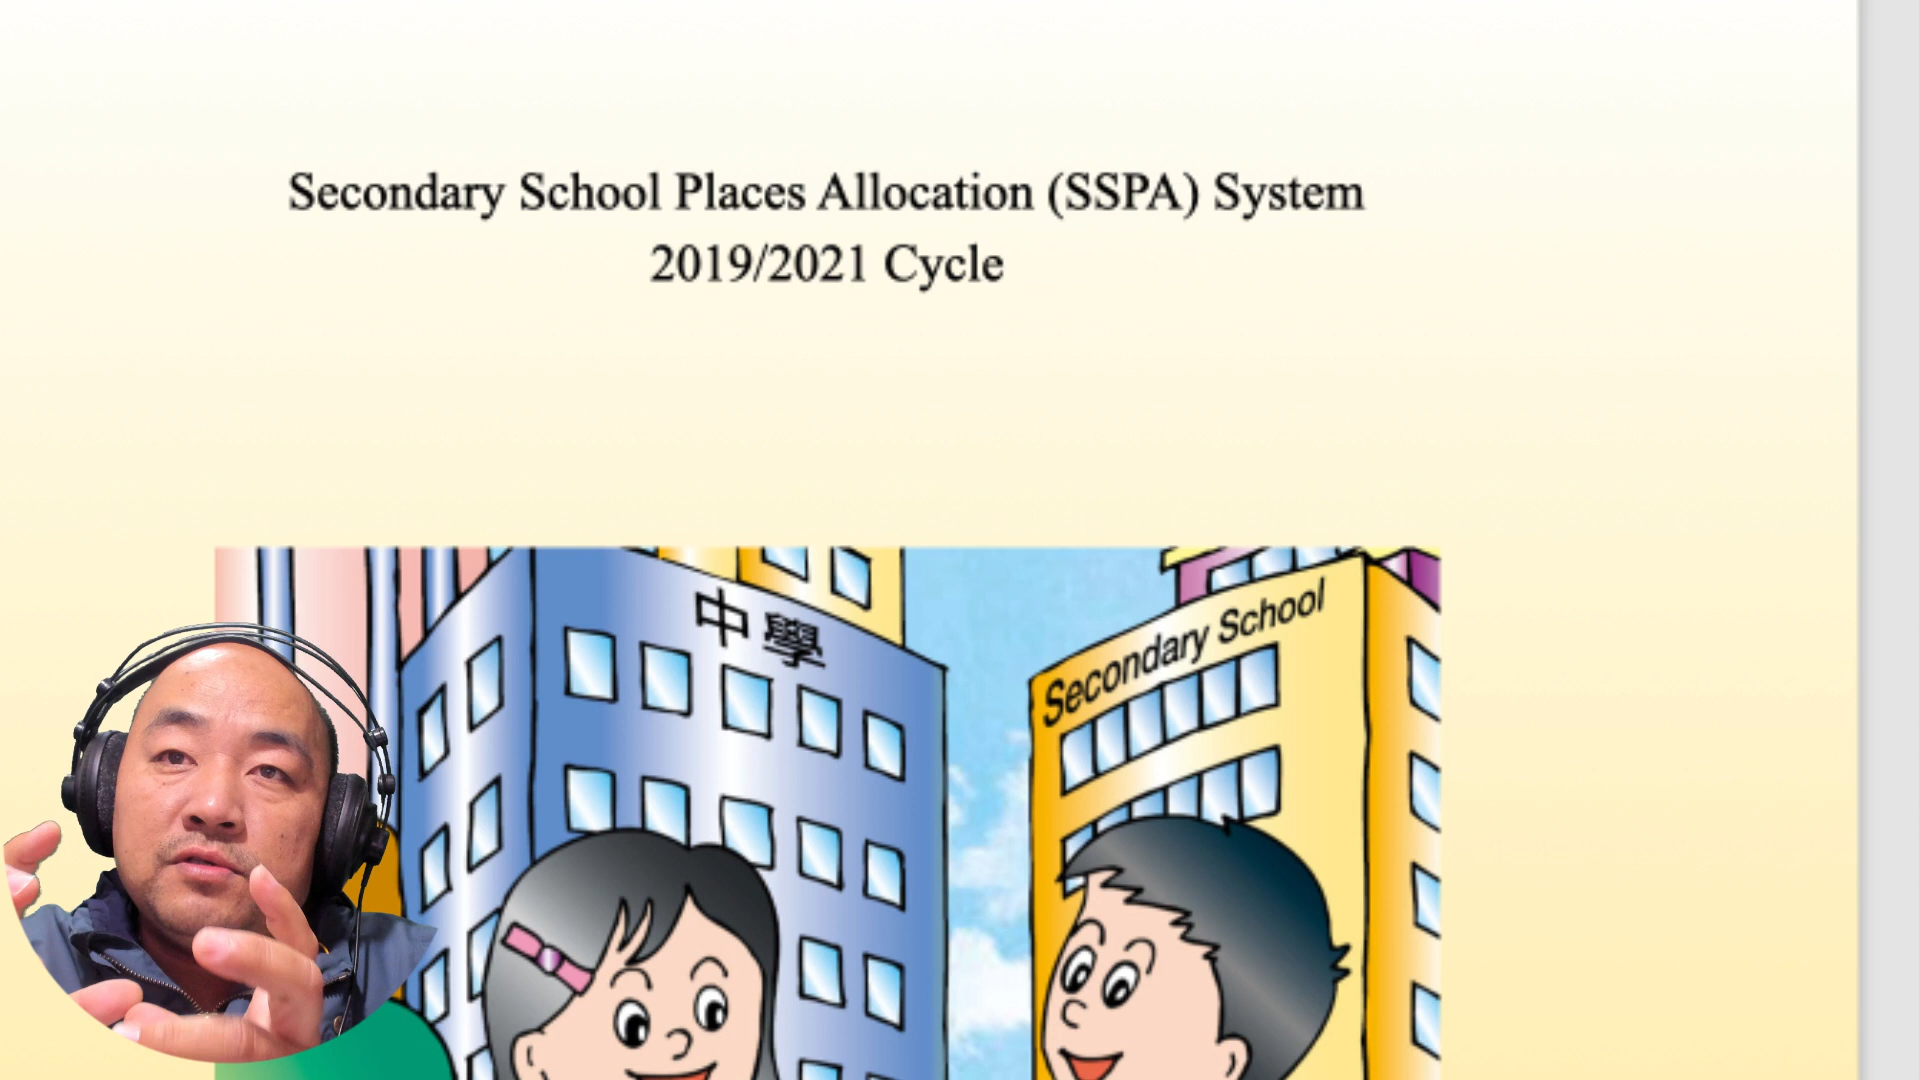 Secondary School Places Allocation (SSPA) System
2019/2021 Cycle
中學
Secondary School